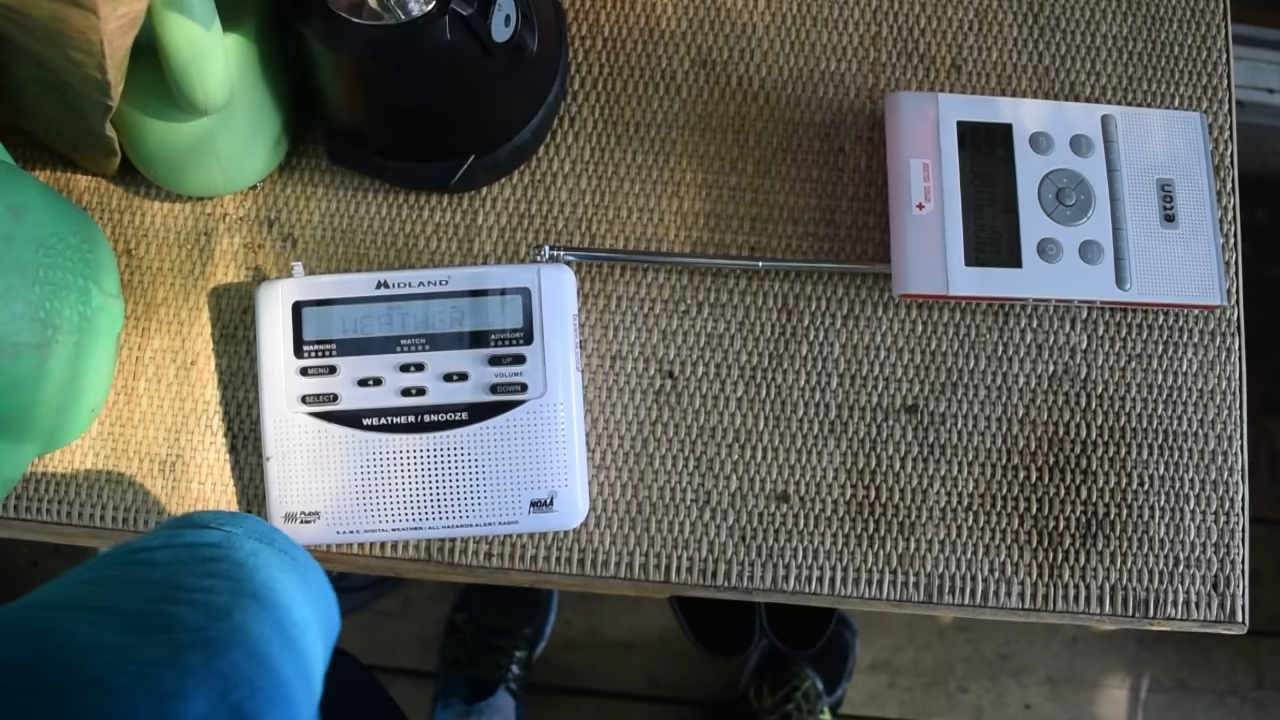 MIDLAND
WEATHER
WARNING
WATCH
ADVISORY
MENU
UP
VOLUME
SELECT
DOWN
WEATHER / SNOOZE
Public
Alert
NOAA
S.A.M.E. DIGITAL WEATHER / ALL HAZARDS ALERT RADIO
etón